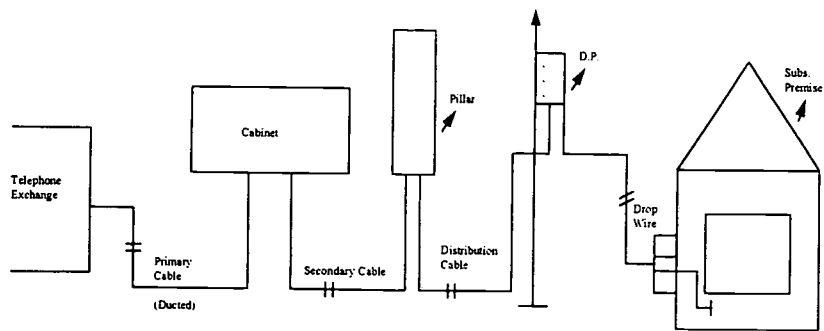 Telephone
Exchange
Primary
Cable
(Ducted)
Cabinet
Secondary Cable
Pillar
Distribution
Cable
D.P.
Drop
Wire
Subs.
Premise